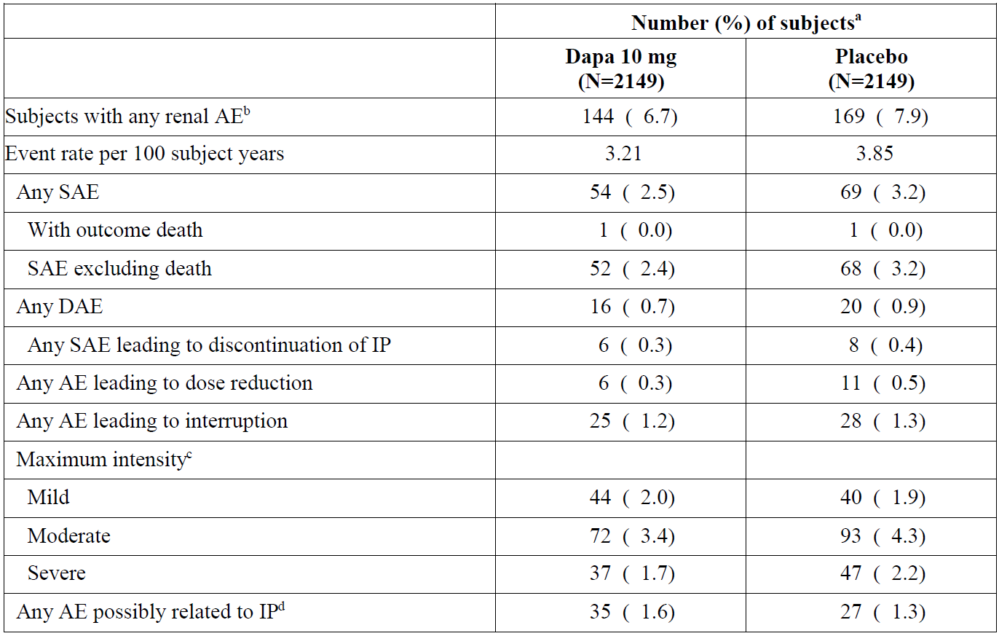 Number (%) of subjectsa
Dapa 10 mg
(N=2149)
Placebo
(N=2149)
Subjects with any renal AEb 144 ( 6.7) 169 ( 7.9)
Event rate per 100 subject years 3.21 3.85
Any SAE 54 ( 2.5) 69 ( 3.2)
With outcome death 1 ( 0.0) 1 ( 0.0)
SAE excluding death 52 ( 2.4) 68 ( 3.2)
Any DAE 16 ( 0.7) 20 ( 0.9)
Any SAE leading to discontinuation of IP 6 ( 0.3) 8 ( 0.4)
Any AE leading to dose reduction 6 ( 0.3) 11 ( 0.5)
Any AE leading to interruption 25 ( 1.2) 28 ( 1.3)
Maximum intensityc
Mild 44 ( 2.0) 40 ( 1.9)
Moderate 72 ( 3.4) 93 ( 4.3)
Severe 37 ( 1.7) 47 ( 2.2)
Any AE possibly related to IPd 35 ( 1.6) 27 ( 1.3)